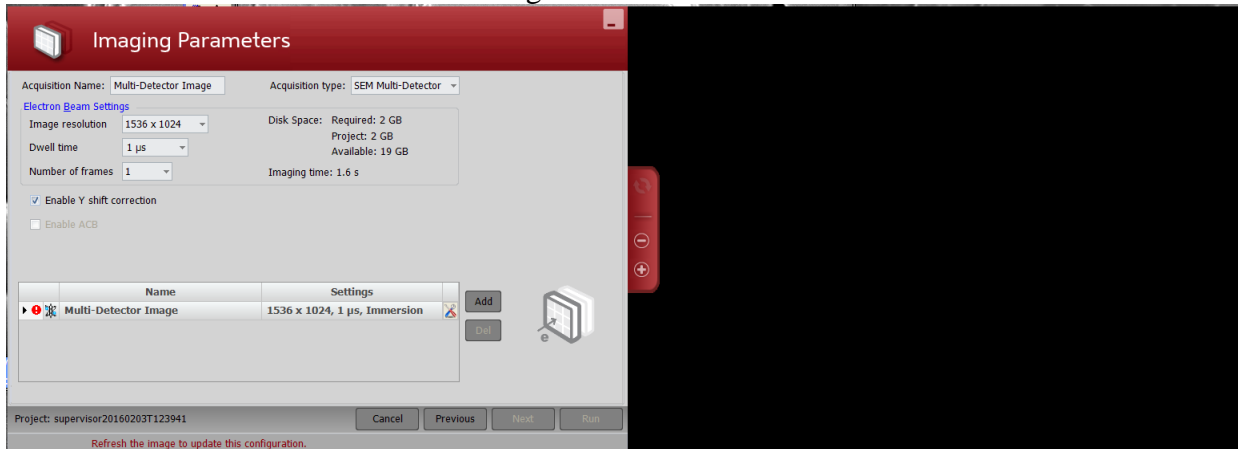 Imaging Parameters
Acquisition Name: Multi-Detector Image Acquisition type: SEM Multi-Detector
Electron Beam Settings
Image resolution 1536 x 1024 Disk Space: Required: 2 GB
Project: 2 GB
Dwell time 1 µs
Available: 19 GB
Number of frames 1 Imaging time: 1.6 s
Enable Y shift correction
Enable ACB
Name Settings
Multi-Detector Image 1536 x 1024, 1 µs, Immersion
Add
Del
e
Project: supervisor20160203T123941 Cancel Previous Next Run
Refresh the image to update this configuration.